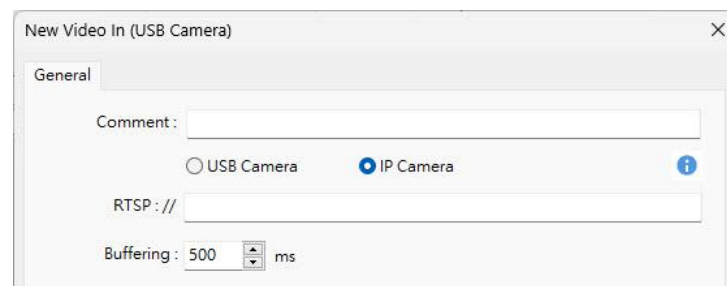 New Video In (USB Camera)
General
Comment :
USB Camera IP Camera
RTSP : //
Buffering : 500 ms